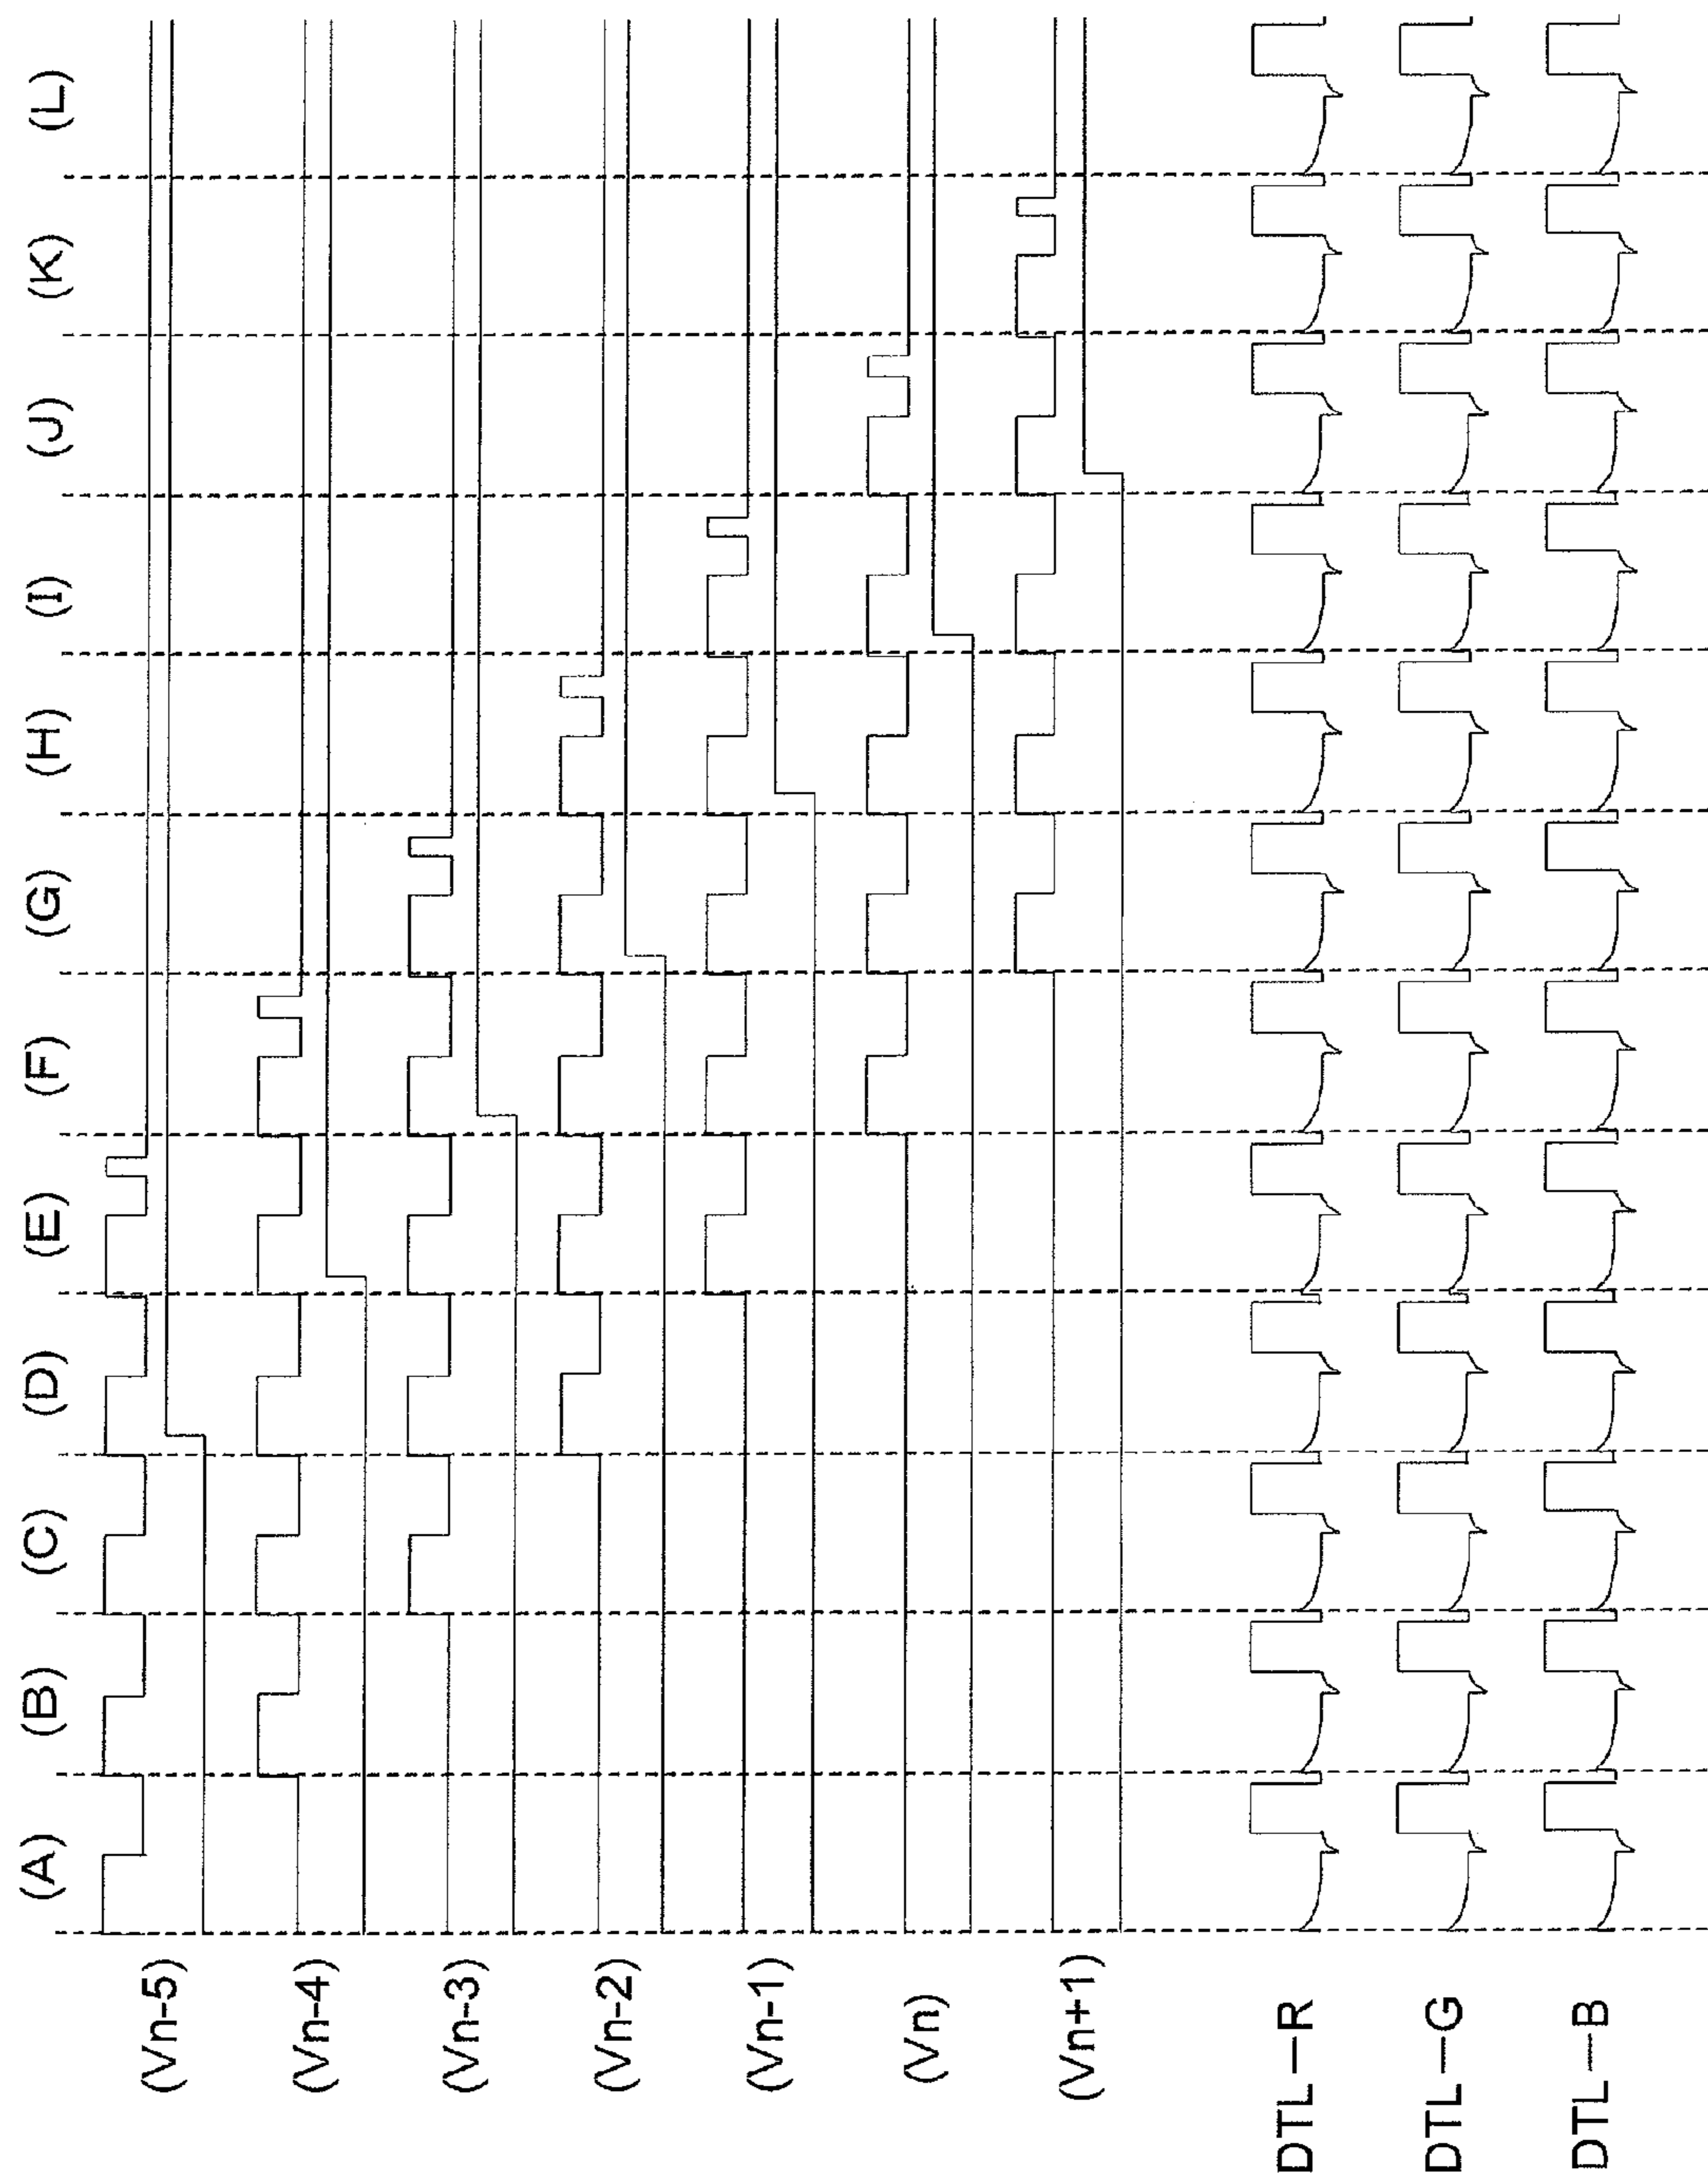 (A) (B) (C) (D) (E) (F) (G) (H) (I) (J) (K) (L)
(Vn-5)
(Vn-4)
(Vn-3)
(Vn-2)
(Vn-1)
(Vn)
(Vn+1)
DTL—R
DTL—G
DTL—B